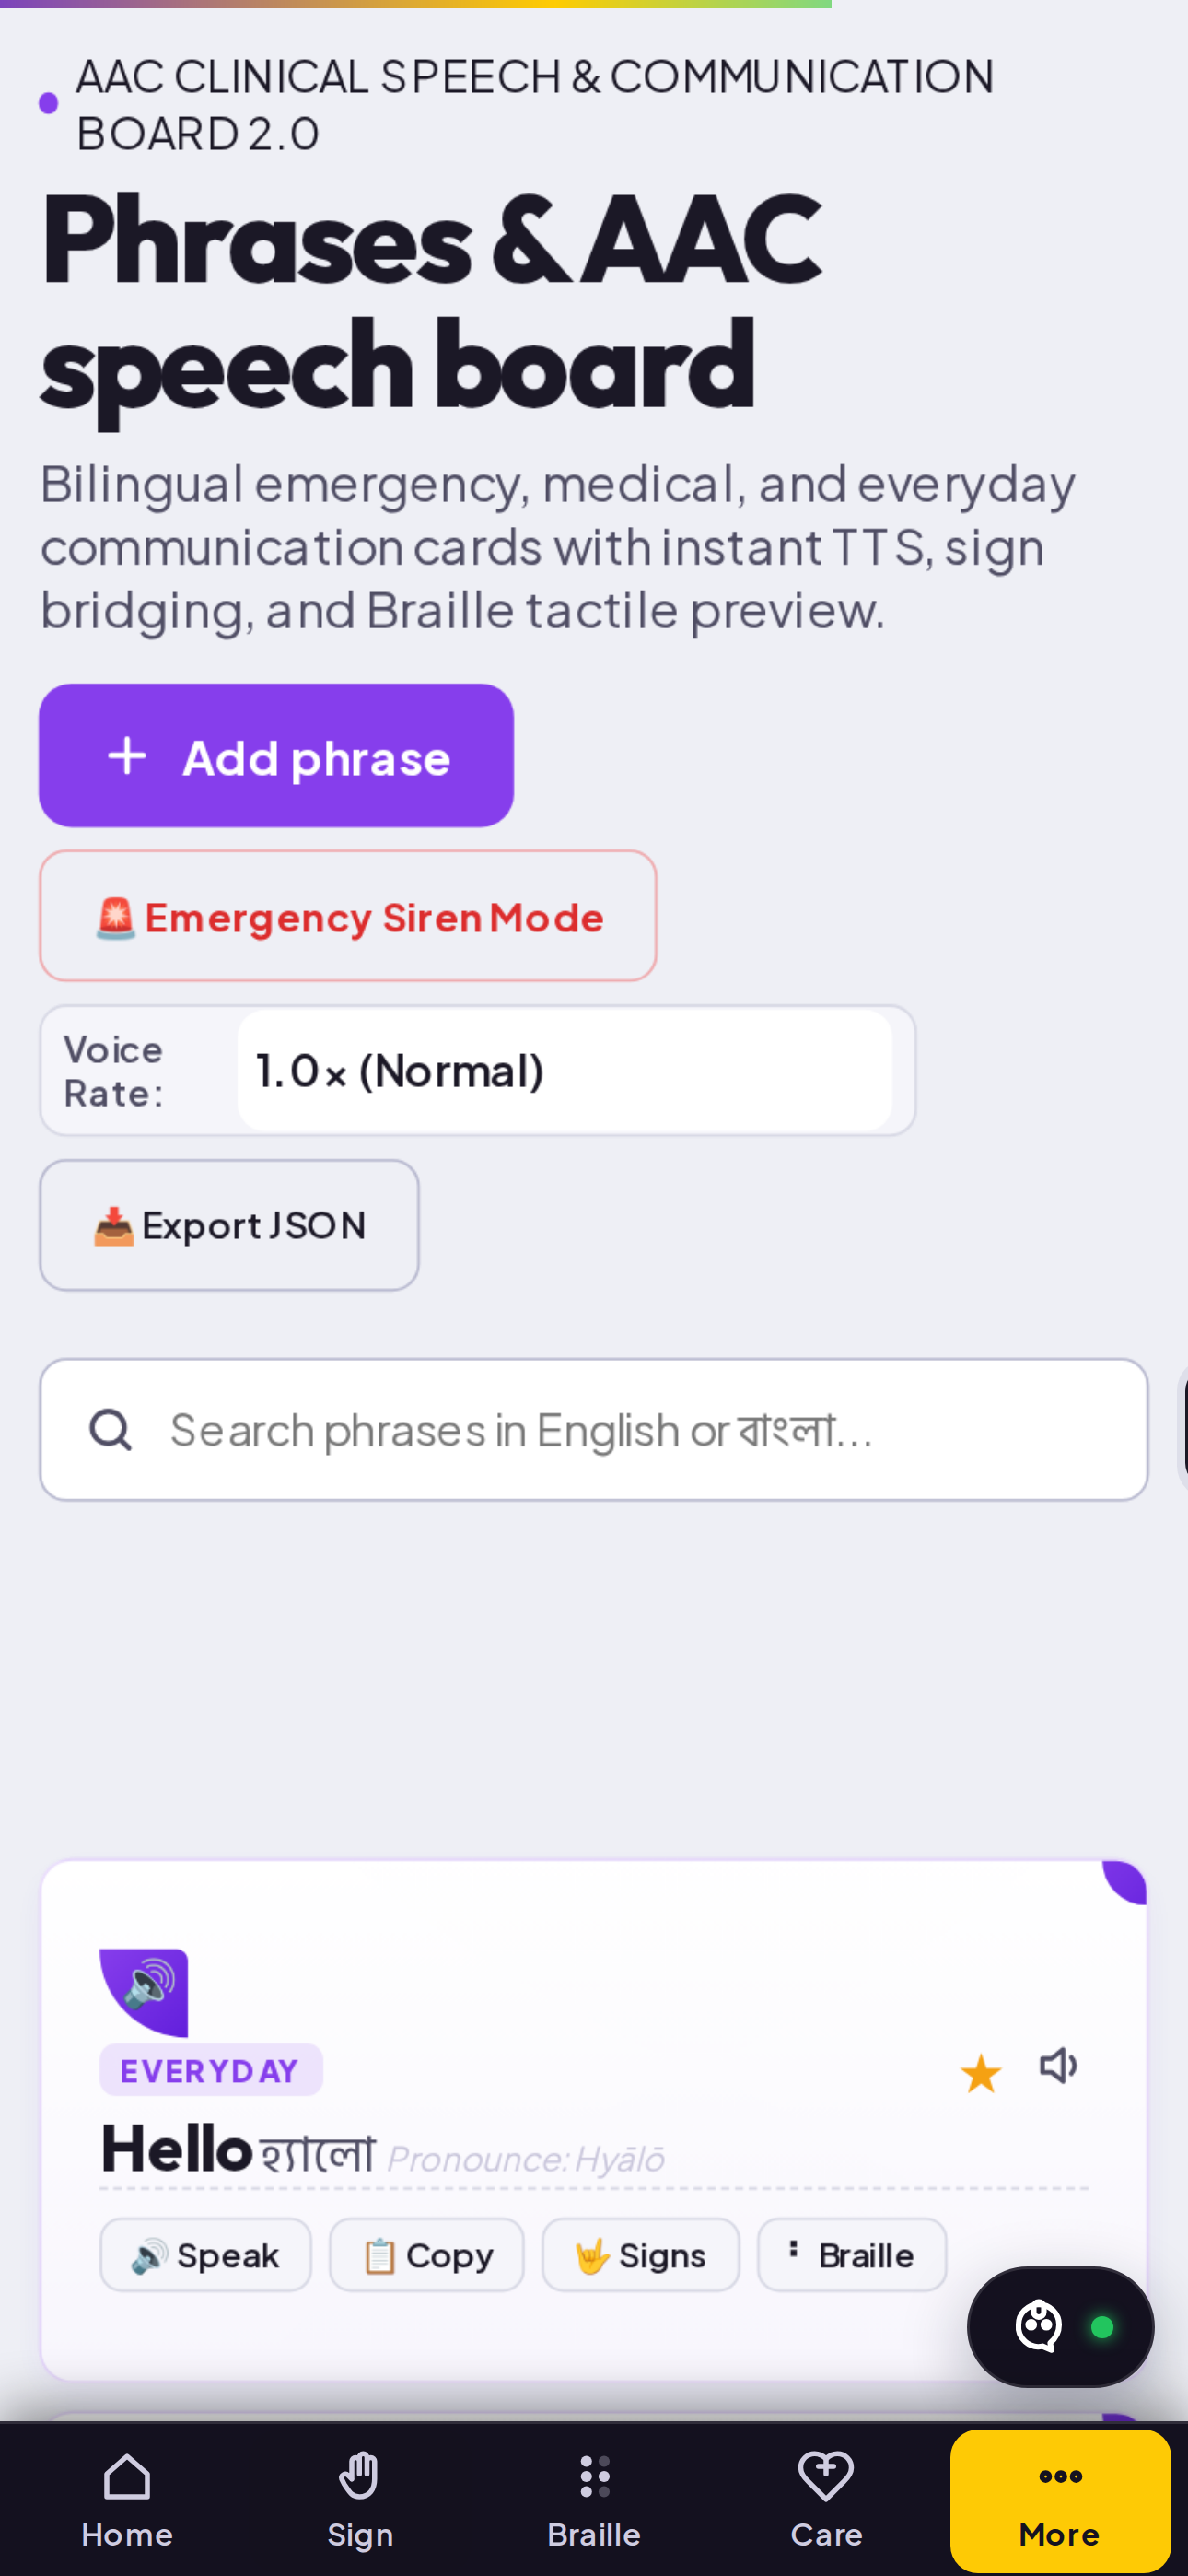 AAC CLINICAL SPEECH & COMMUNICATION
BOARD 2.0
Phrases & AAC
speech board
Bilingual emergency, medical, and everyday
communication cards with instant TTS, sign
bridging, and Braille tactile preview.
+ Add phrase
🚨 Emergency Siren Mode
Voice
Rate:
1.0× (Normal)
📥 Export JSON
Search phrases in English or বাংলা...
EVERYDAY
Hello হ্যালো Pronounce: Hyālō
🔊 Speak 📋 Copy 🤟 Signs ⠃ Braille
Home Sign Braille Care More